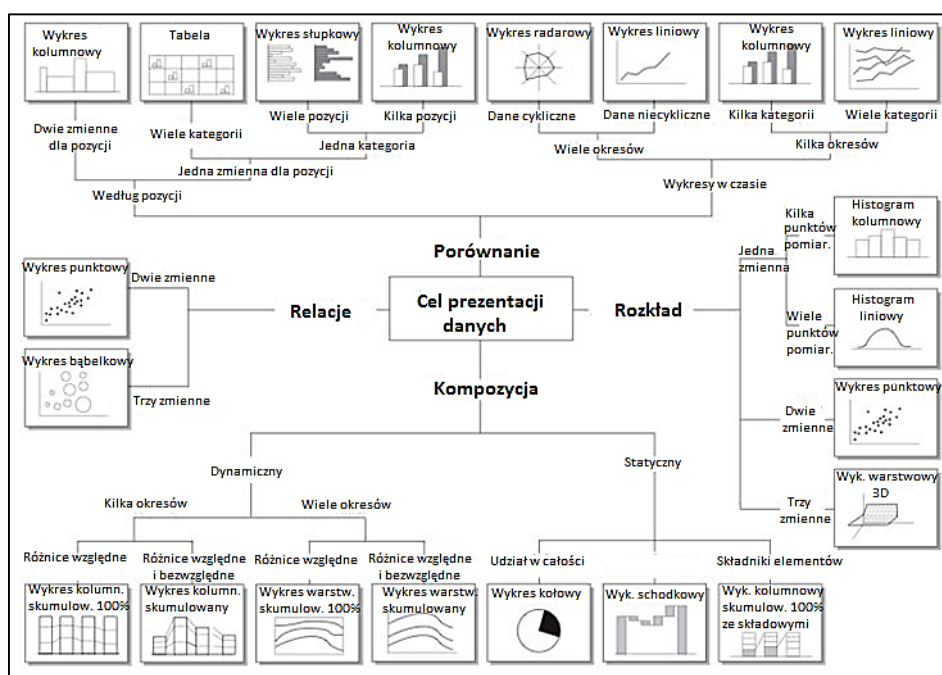 Wykres
kolumnowy
Tabela
Wykres słupkowy
Wykres
kolumnowy
Wykres radarowy
Wykres liniowy
Wykres
kolumnowy
Wykres liniowy
Dwie zmienne
dla pozycji
Wiele kategorii
Wiele pozycji
Kilka pozycji
Dane cykliczne
Dane niecykliczne
Kilka kategorii
Wiele kategorii
Jedna kategoria
Wiele okresów
Kilka okresów
Jedna zmienna dla pozycji
Wykresy w czasie
Według pozycji
Porównanie
Cel prezentacji
danych
Relacje
Dwie zmienne
Wykres punktowy
Wykres bąbelkowy
Trzy zmienne
Rozkład
Jedna
zmienna
Kilka
punktów
pomiar.
Histogram
kolumnowy
Wiele
punktów
pomiar.
Histogram
liniowy
Dwie
zmienne
Wykres punktowy
Trzy
zmienne
Wyk. warstwowy
3D
Kompozycja
Dynamiczny
Statyczny
Kilka okresów
Wiele okresów
Różnice względne
Różnice względne
i bezwzględne
Różnice względne
Różnice względne
i bezwzględne
Udział w całości
Składniki elementów
Wykres kolumn.
skumulow. 100%
Wykres kolumn.
skumulowany
Wykres warstw.
skumulow. 100%
Wykres warstw.
skumulowany
Wykres kołowy
Wyk. schodkowy
Wyk. kolumnowy
skumulow. 100%
ze składowymi